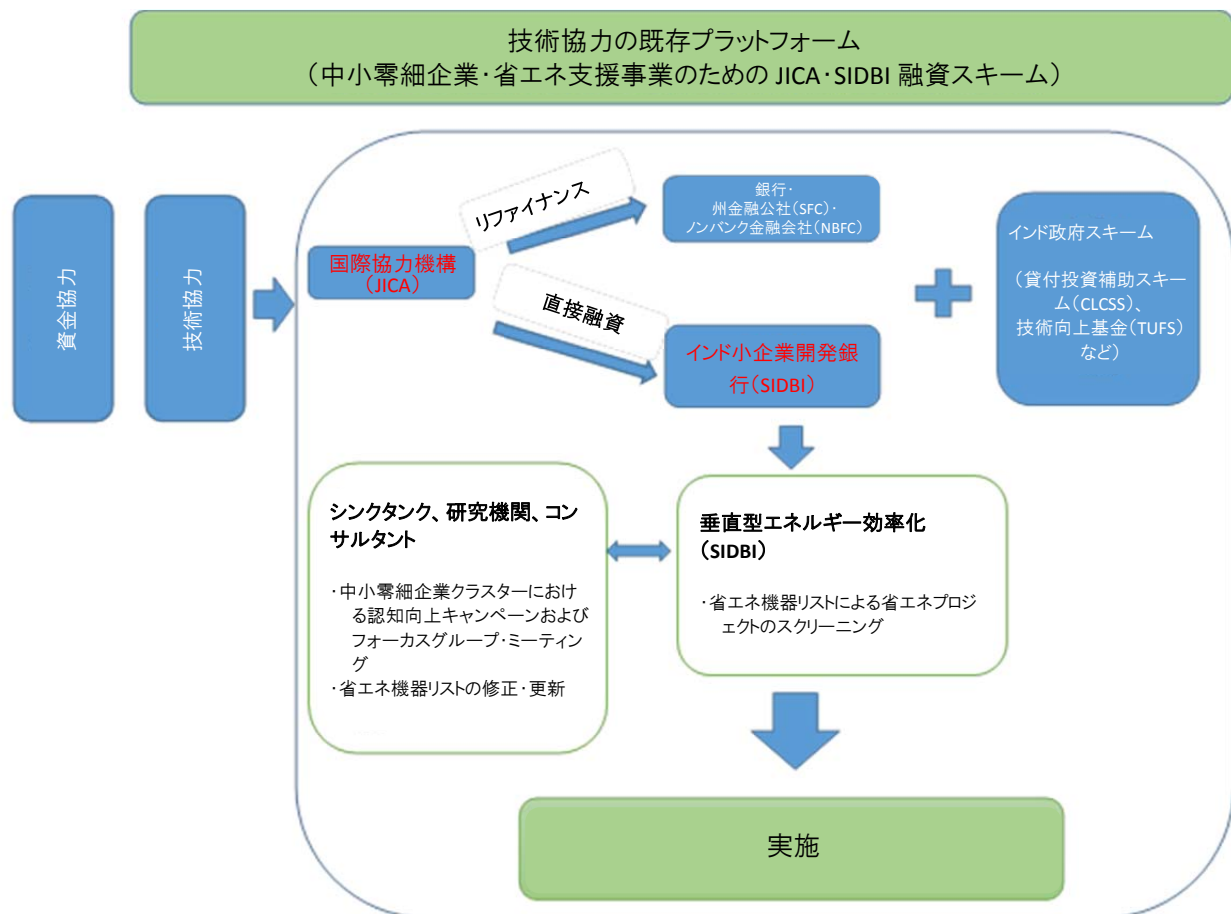 技術協力の既存プラットフォーム
（中小零細企業・省エネ支援事業のための JICA・SIDBI 融資スキーム）
資金協力
技術協力
国際協力機構
（JICA）
リファイナンス
直接融資
銀行・
州金融公社（SFC）・
ノンバンク金融会社（NBFC）
インド小企業開発銀
行（SIDBI）
インド政府スキーム
（貸付投資補助スキー
ム（CLCSS）、
技術向上基金（TUFS）
など）
シンクタンク、研究機関、コン
サルタント
・中小零細企業クラスターにおけ
る認知向上キャンペーンおよび
フォーカスグループ・ミーティン
グ
・省エネ機器リストの修正・更新
垂直型エネルギー効率化
（SIDBI）
・省エネ機器リストによる省エネプロジ
ェクトのスクリーニング
実施